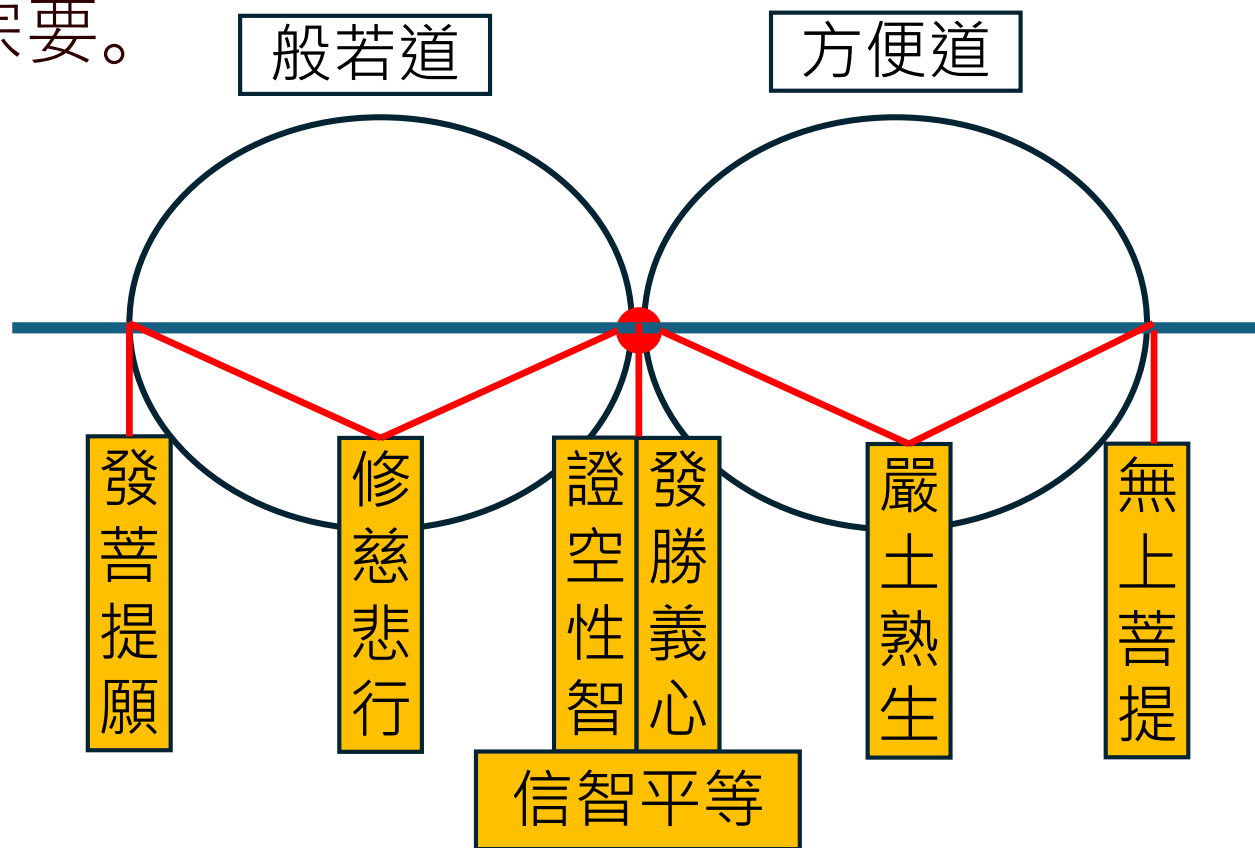 要。
般若道
方便道
發菩提願
修慈悲行
證空性智
發勝義心
嚴土熟生
無上菩提
信智平等